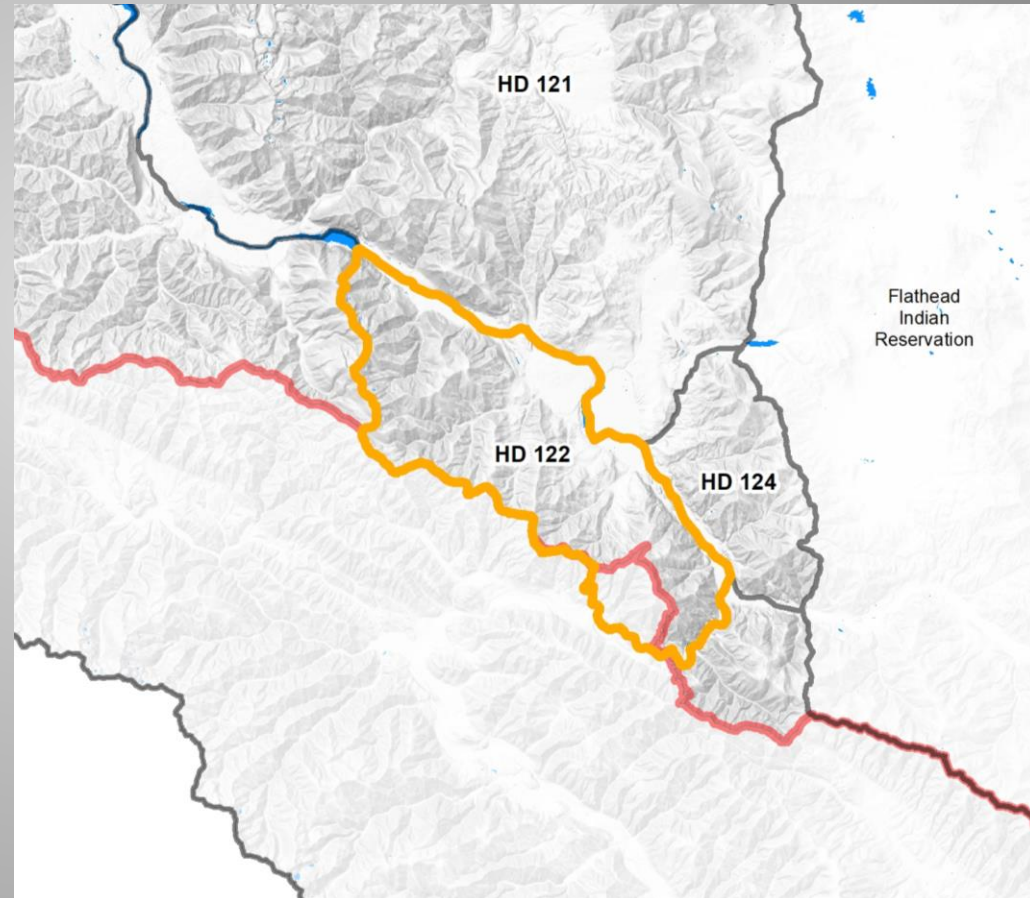 HD 121
Flathead
Indian
Reservation
HD 122
HD 124